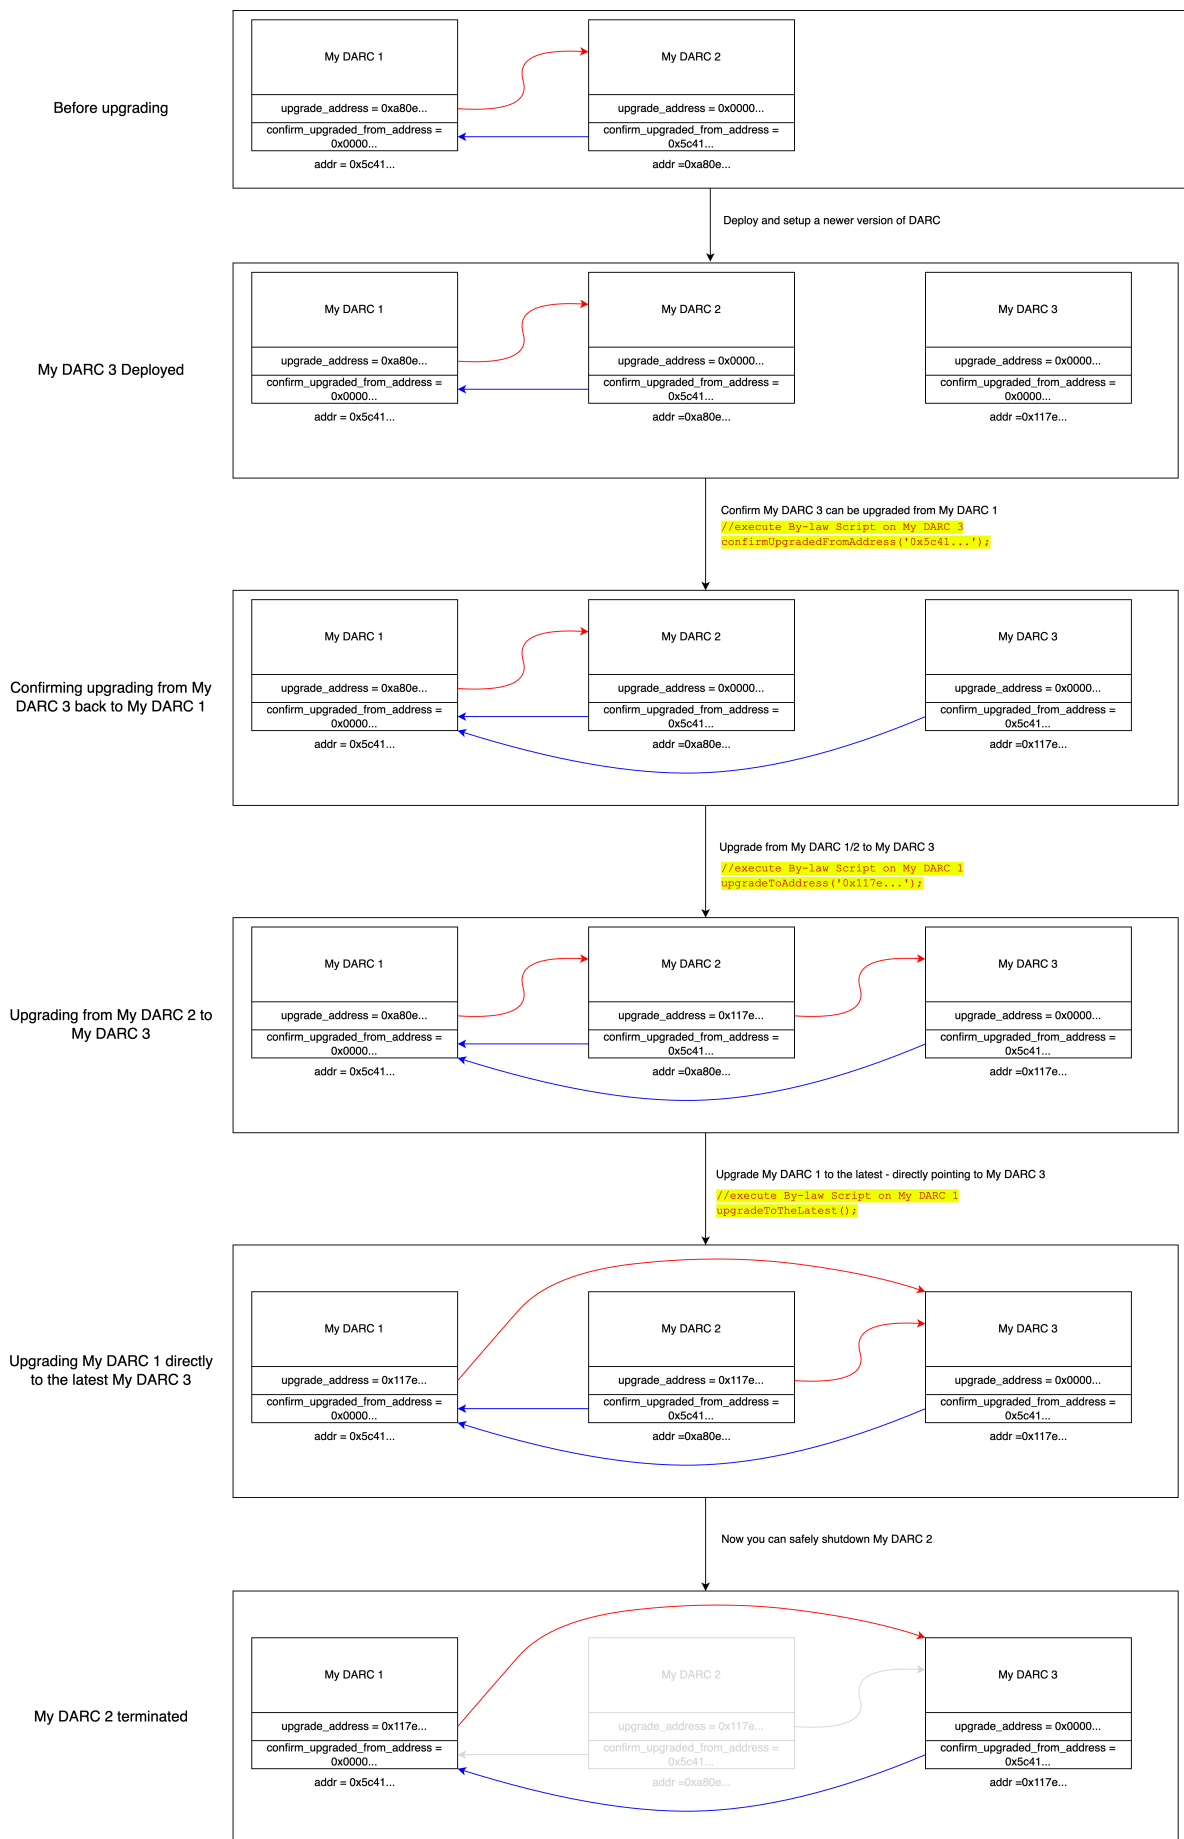 My DARC 1
My DARC 2
Before upgrading
upgrade_address = 0xa80e...
upgrade_address = 0x0000...
confirm_upgraded_from_address =
0x0000...
confirm_upgraded_from_address =
0x5c41...
addr = 0x5c41...
addr =0xa80e...
Deploy and setup a newer version of DARC
My DARC 1
My DARC 2
My DARC 3
My DARC 3 Deployed
upgrade_address = 0xa80e...
upgrade_address = 0x0000...
upgrade_address = 0x0000...
confirm_upgraded_from_address =
0x0000...
confirm_upgraded_from_address =
0x5c41...
confirm_upgraded_from_address =
0x0000...
addr = 0x5c41...
addr =0xa80e...
addr =0x117e...
Confirm My DARC 3 can be upgraded from My DARC 1
//execute By-law Script on My DARC 3
confirmUpgradedFromAddress('0x5c41...');
My DARC 1
My DARC 2
My DARC 3
Confirming upgrading from My
DARC 3 back to My DARC 1
upgrade_address = 0xa80e...
upgrade_address = 0x0000...
upgrade_address = 0x0000...
confirm_upgraded_from_address =
0x0000...
confirm_upgraded_from_address =
0x5c41...
confirm_upgraded_from_address =
0x5c41...
addr = 0x5c41...
addr =0xa80e...
addr =0x117e...
Upgrade from My DARC 1/2 to My DARC 3
//execute By-law Script on My DARC 1
upgradeToAddress('0x117e...');
My DARC 1
My DARC 2
My DARC 3
Upgrading from My DARC 2 to
My DARC 3
upgrade_address = 0xa80e...
upgrade_address = 0x117e...
upgrade_address = 0x0000...
confirm_upgraded_from_address =
0x0000...
confirm_upgraded_from_address =
0x5c41...
confirm_upgraded_from_address =
0x5c41...
addr = 0x5c41...
addr =0xa80e...
addr =0x117e...
Upgrade My DARC 1 to the latest - directly pointing to My DARC 3
//execute By-law Script on My DARC 1
upgradeToTheLatest();
My DARC 1
My DARC 2
My DARC 3
Upgrading My DARC 1 directly
to the latest My DARC 3
upgrade_address = 0x117e...
upgrade_address = 0x117e...
upgrade_address = 0x0000...
confirm_upgraded_from_address =
0x0000...
confirm_upgraded_from_address =
0x5c41...
confirm_upgraded_from_address =
0x5c41...
addr = 0x5c41...
addr =0xa80e...
addr =0x117e...
Now you can safely shutdown My DARC 2
My DARC 1
My DARC 2
My DARC 3
My DARC 2 terminated
upgrade_address = 0x117e...
upgrade_address = 0x117e...
upgrade_address = 0x0000...
confirm_upgraded_from_address =
0x0000...
confirm_upgraded_from_address =
0x5c41...
confirm_upgraded_from_address =
0x5c41...
addr = 0x5c41...
addr =0xa80e...
addr =0x117e...